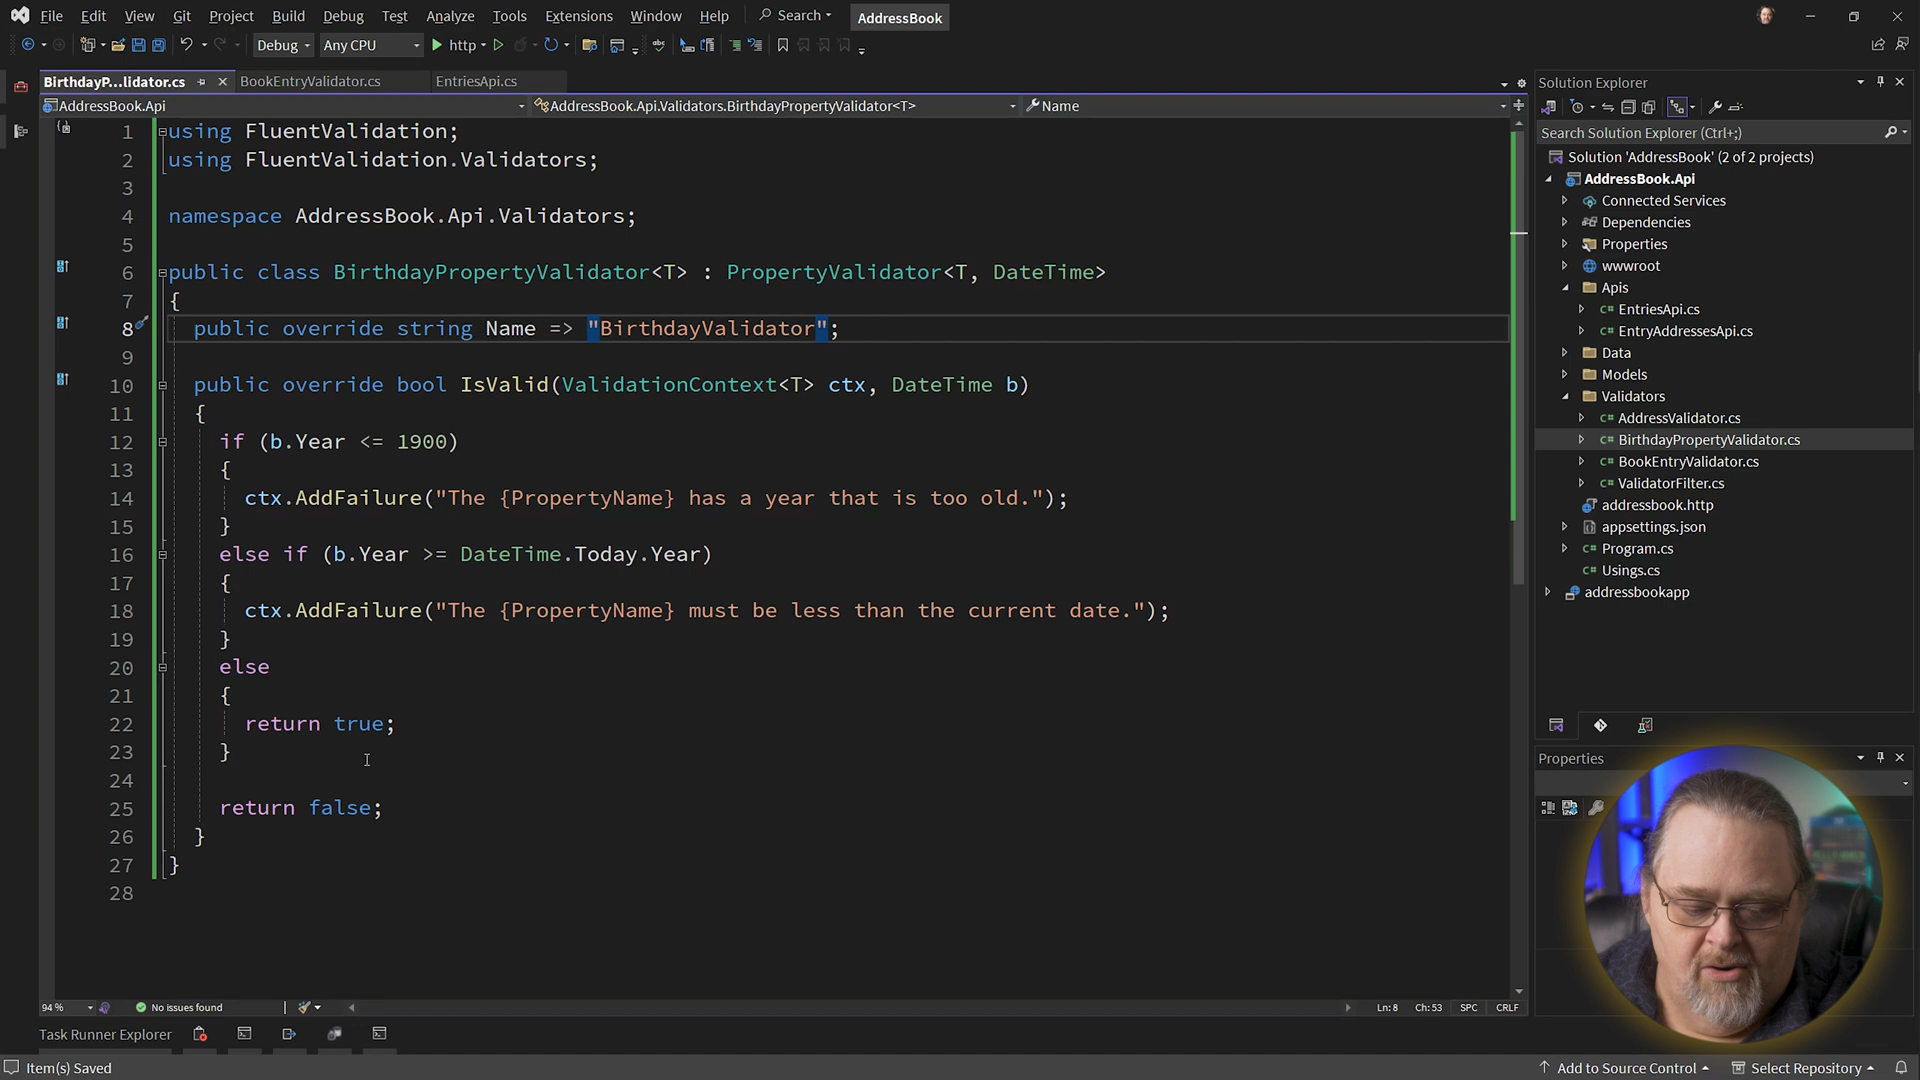 File Edit View Git Project Build Debug Test Analyze Tools Extensions Window Help Search AddressBook
Debug Any CPU http
BirthdayP...lidator.cs BookEntryValidator.cs EntriesApi.cs
AddressBook.Api AddressBook.Api.Validators.BirthdayPropertyValidator<T> Name
1 using FluentValidation;
2 using FluentValidation.Validators;
3
4 namespace AddressBook.Api.Validators;
5
6 public class BirthdayPropertyValidator<T> : PropertyValidator<T, DateTime>
7 {
8 public override string Name => "BirthdayValidator";
9
10 public override bool IsValid(ValidationContext<T> ctx, DateTime b)
11 {
12 if (b.Year <= 1900)
13 {
14 ctx.AddFailure("The {PropertyName} has a year that is too old.");
15 }
16 else if (b.Year >= DateTime.Today.Year)
17 {
18 ctx.AddFailure("The {PropertyName} must be less than the current date.");
19 }
20 else
21 {
22 return true;
23 }
24
25 return false;
26 }
27 }
28
94 % No issues found Ln:8 Ch:53 SPC CRLF
Task Runner Explorer
Item(s) Saved Add to Source Control Select Repository
Solution Explorer
Search Solution Explorer (Ctrl+;)
Solution 'AddressBook' (2 of 2 projects)
AddressBook.Api
Connected Services
Dependencies
Properties
wwwroot
Apis
C# EntriesApi.cs
C# EntryAddressesApi.cs
Data
Models
Validators
C# AddressValidator.cs
C# BirthdayPropertyValidator.cs
C# BookEntryValidator.cs
C# ValidatorFilter.cs
addressbook.http
appsettings.json
C# Program.cs
C# Usings.cs
addressbookapp
Properties